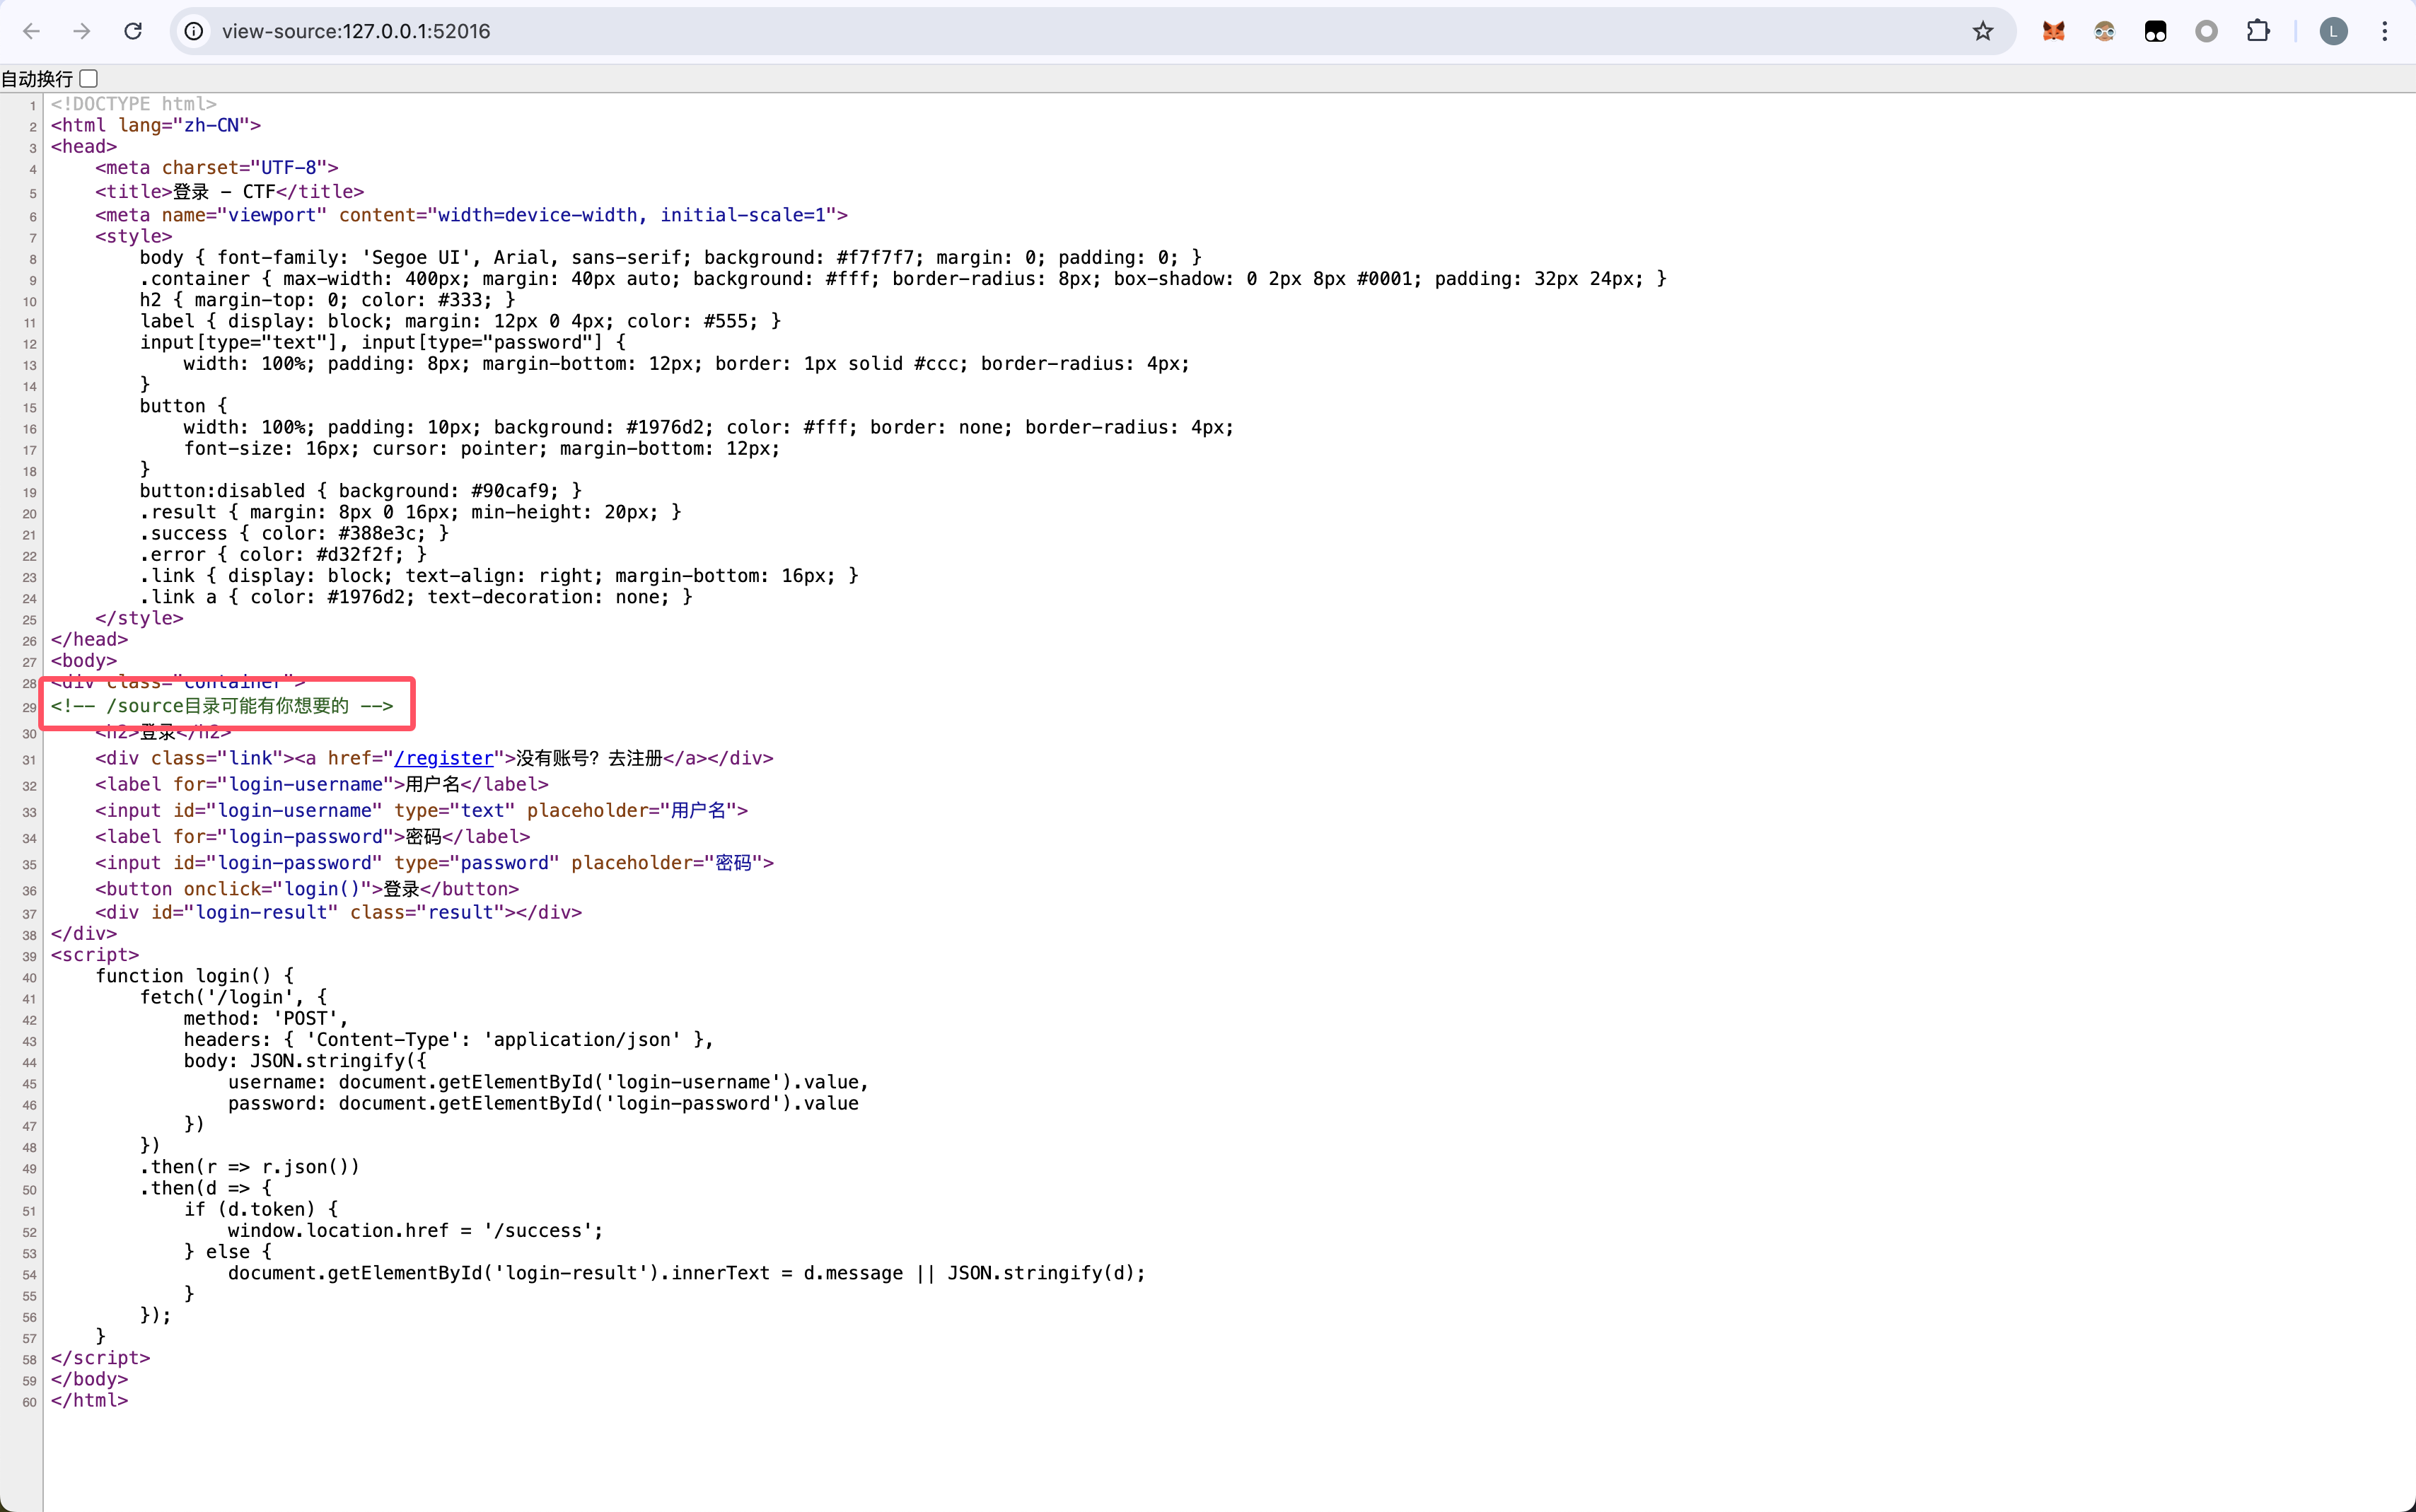 view-source:127.0.0.1:52016
L
自动换行
1 <!DOCTYPE html>
2 <html lang="zh-CN">
3 <head>
4     <meta charset="UTF-8">
5     <title>登录 - CTF</title>
6     <meta name="viewport" content="width=device-width, initial-scale=1">
7     <style>
8         body { font-family: 'Segoe UI', Arial, sans-serif; background: #f7f7f7; margin: 0; padding: 0; }
9         .container { max-width: 400px; margin: 40px auto; background: #fff; border-radius: 8px; box-shadow: 0 2px 8px #0001; padding: 32px 24px; }
10         h2 { margin-top: 0; color: #333; }
11         label { display: block; margin: 12px 0 4px; color: #555; }
12         input[type="text"], input[type="password"] {
13             width: 100%; padding: 8px; margin-bottom: 12px; border: 1px solid #ccc; border-radius: 4px;
14         }
15         button {
16             width: 100%; padding: 10px; background: #1976d2; color: #fff; border: none; border-radius: 4px;
17             font-size: 16px; cursor: pointer; margin-bottom: 12px;
18         }
19         button:disabled { background: #90caf9; }
20         .result { margin: 8px 0 16px; min-height: 20px; }
21         .success { color: #388e3c; }
22         .error { color: #d32f2f; }
23         .link { display: block; text-align: right; margin-bottom: 16px; }
24         .link a { color: #1976d2; text-decoration: none; }
25     </style>
26 </head>
27 <body>
28 <div class="container">
29 <!-- /source目录可能有你想要的 -->
30     <h2>登录</h2>
31     <div class="link"><a href="/register">没有账号？去注册</a></div>
32     <label for="login-username">用户名</label>
33     <input id="login-username" type="text" placeholder="用户名">
34     <label for="login-password">密码</label>
35     <input id="login-password" type="password" placeholder="密码">
36     <button onclick="login()">登录</button>
37     <div id="login-result" class="result"></div>
38 </div>
39 <script>
40     function login() {
41         fetch('/login', {
42             method: 'POST',
43             headers: { 'Content-Type': 'application/json' },
44             body: JSON.stringify({
45                 username: document.getElementById('login-username').value,
46                 password: document.getElementById('login-password').value
47             })
48         })
49         .then(r => r.json())
50         .then(d => {
51             if (d.token) {
52                 window.location.href = '/success';
53             } else {
54                 document.getElementById('login-result').innerText = d.message || JSON.stringify(d);
55             }
56         });
57     }
58 </script>
59 </body>
60 </html>